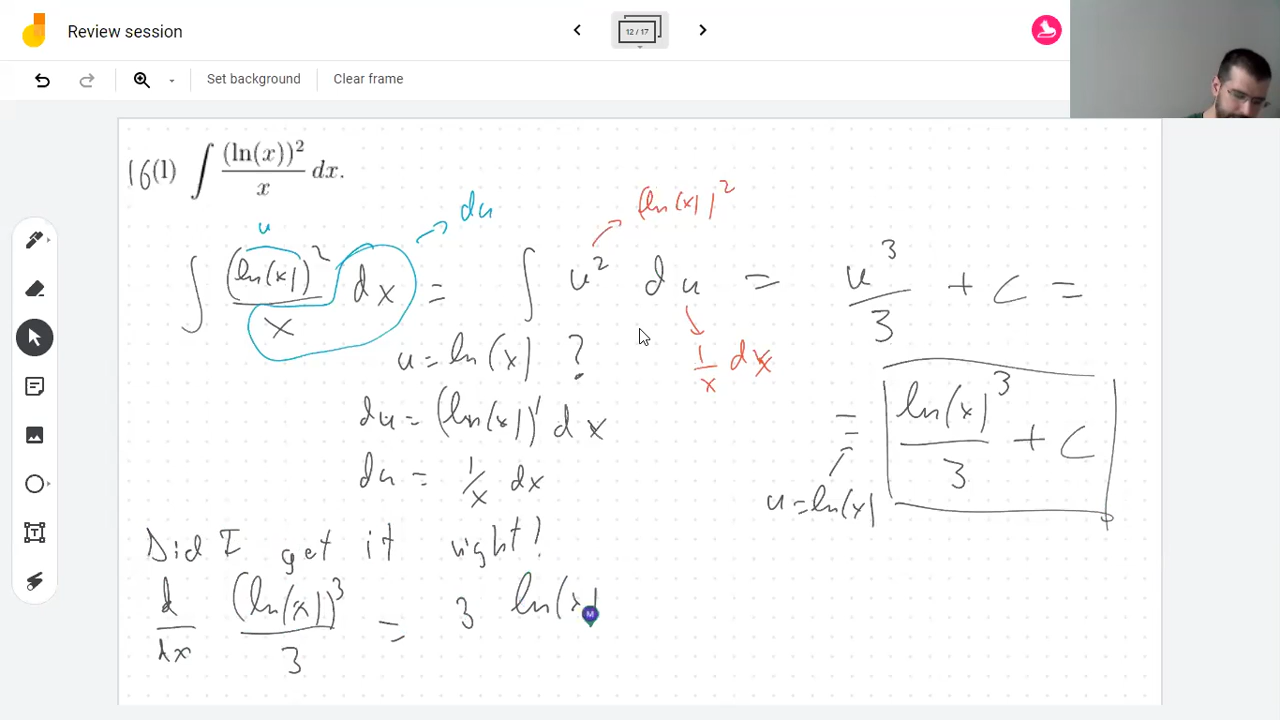 Review session
12 / 17
Set background
Clear frame
16(1) ∫ (ln(x))² / x dx.
u
du
(ln(x))²
∫ (ln(x))² / x dx = ∫ u² du = u³/3 + C =
u = ln(x) ?
1/x dx
du = (ln(x))' dx
= ln(x)³/3 + C
du = 1/x dx
u = ln(x)
Did I get it right?
d/dx (ln(x))³/3 = 3 ln(x)
M